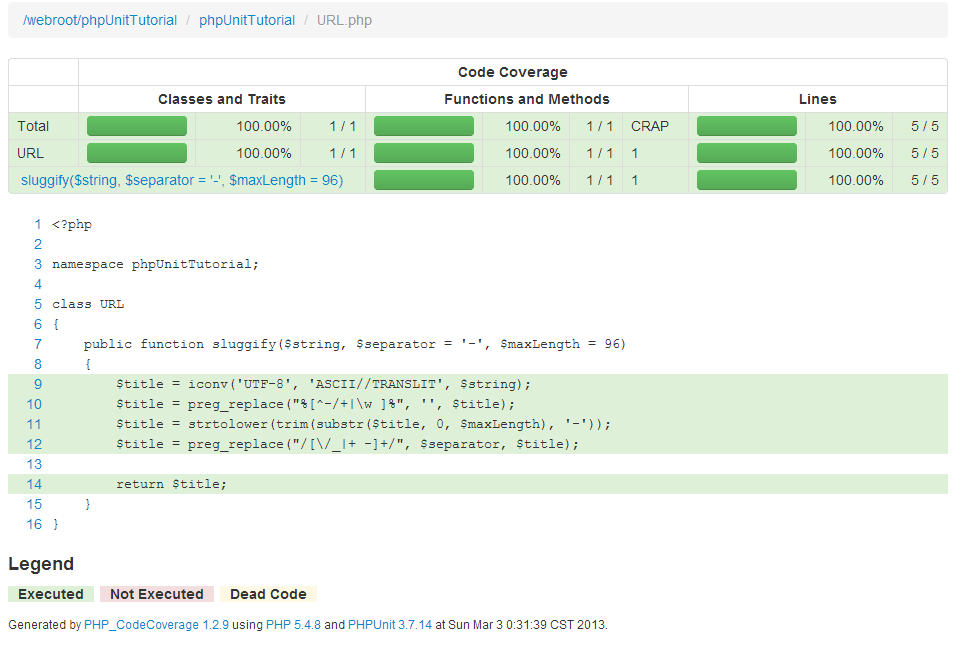 /webroot/phpUnitTutorial / phpUnitTutorial / URL.php
Code Coverage
Classes and Traits Functions and Methods Lines
Total 100.00% 1 / 1 100.00% 1 / 1 CRAP 100.00% 5 / 5
URL 100.00% 1 / 1 100.00% 1 / 1 1 100.00% 5 / 5
sluggify($string, $separator = '-', $maxLength = 96) 100.00% 1 / 1 1 100.00% 5 / 5
1 <?php
2
3 namespace phpUnitTutorial;
4
5 class URL
6 {
7     public function sluggify($string, $separator = '-', $maxLength = 96)
8     {
9         $title = iconv('UTF-8', 'ASCII//TRANSLIT', $string);
10         $title = preg_replace("%[^-/+|\w ]%", '', $title);
11         $title = strtolower(trim(substr($title, 0, $maxLength), '-'));
12         $title = preg_replace("/[\/_|+ -]+/", $separator, $title);
13
14         return $title;
15     }
16 }
Legend
Executed Not Executed Dead Code
Generated by PHP_CodeCoverage 1.2.9 using PHP 5.4.8 and PHPUnit 3.7.14 at Sun Mar 3 0:31:39 CST 2013.